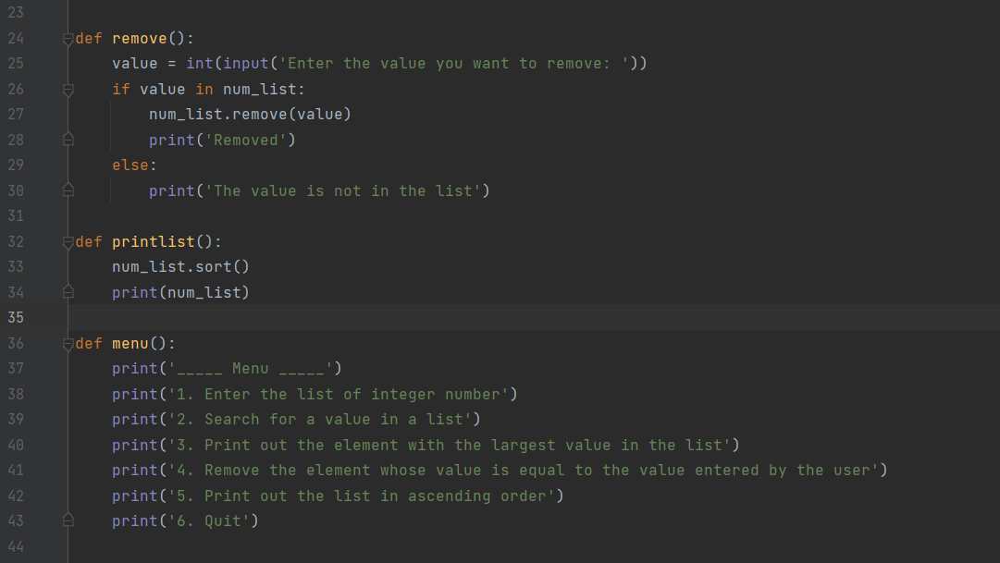 23
24 def remove():
25     value = int(input('Enter the value you want to remove: '))
26     if value in num_list:
27         num_list.remove(value)
28         print('Removed')
29     else:
30         print('The value is not in the list')
31
32 def printlist():
33     num_list.sort()
34     print(num_list)
35
36 def menu():
37     print('_____ Menu _____')
38     print('1. Enter the list of integer number')
39     print('2. Search for a value in a list')
40     print('3. Print out the element with the largest value in the list')
41     print('4. Remove the element whose value is equal to the value entered by the user')
42     print('5. Print out the list in ascending order')
43     print('6. Quit')
44